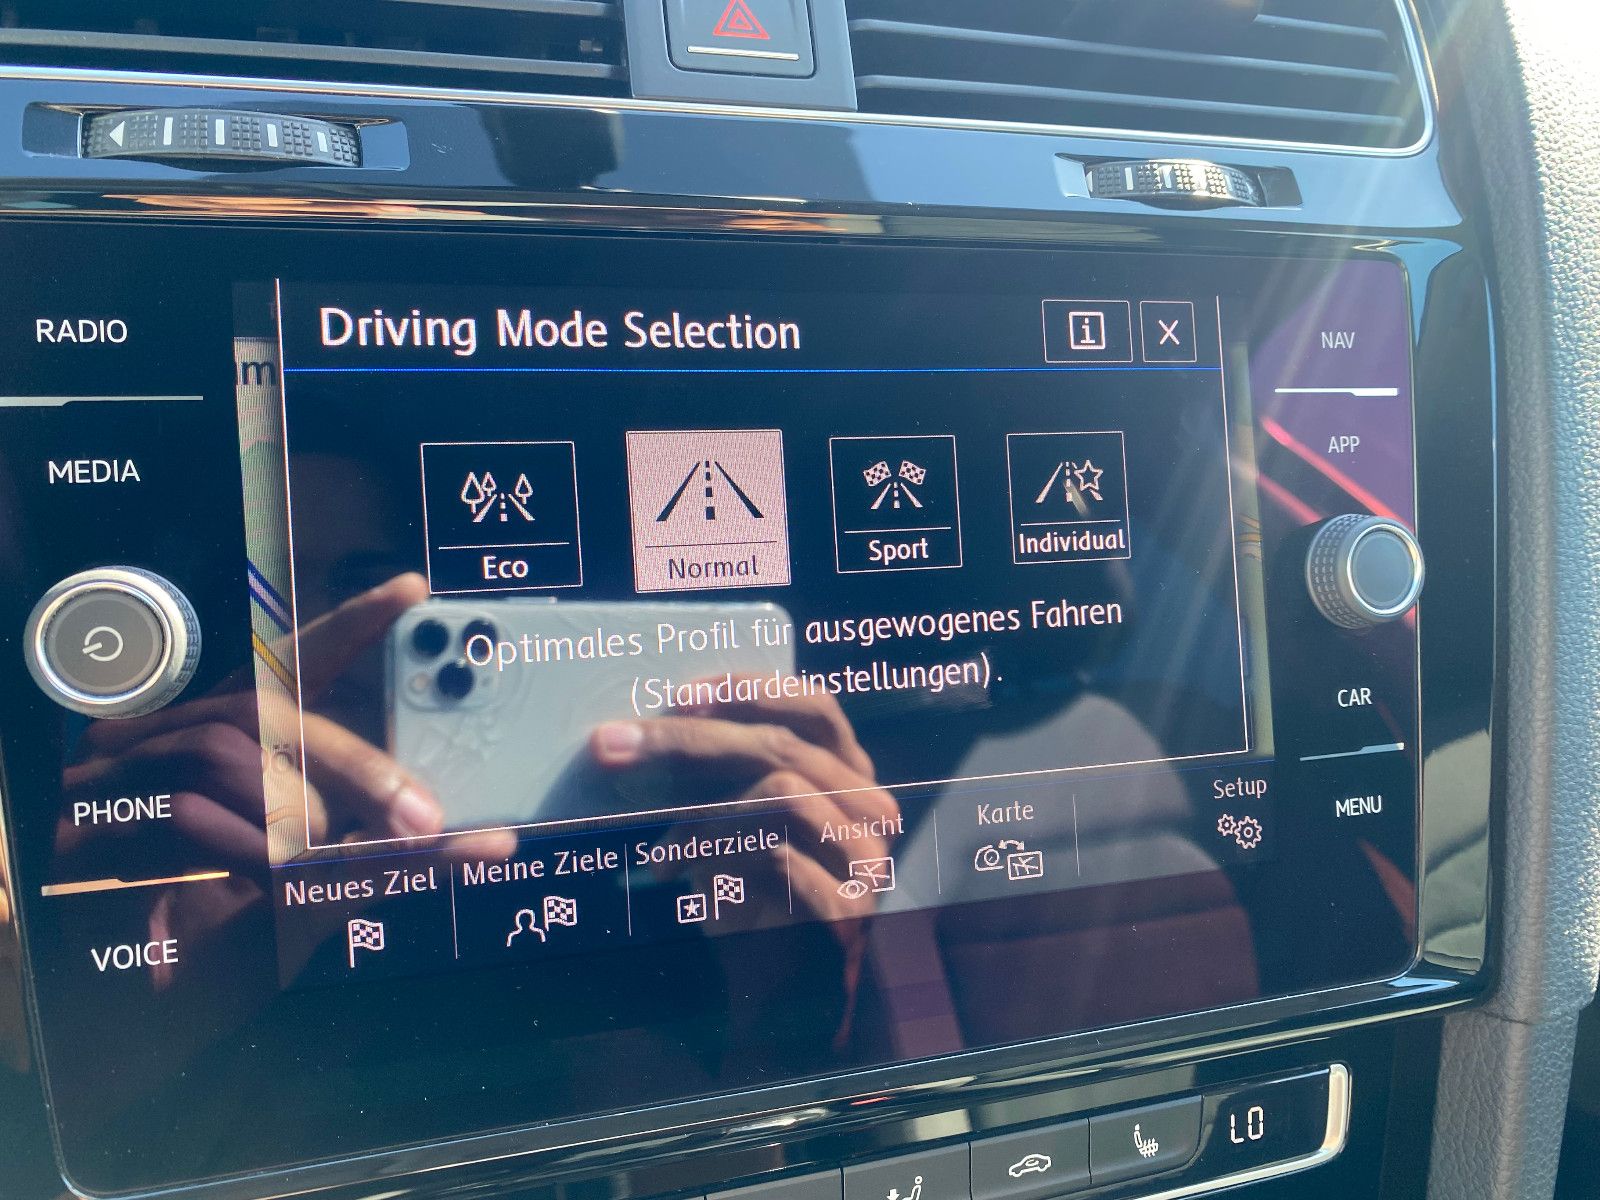 RADIO
MEDIA
PHONE
VOICE
m
Driving Mode Selection
i X
Eco Normal Sport Individual
Optimales Profil für ausgewogenes Fahren
(Standardeinstellungen).
ö
Neues Ziel Meine Ziele Sonderziele Ansicht Karte Setup
NAV
APP
CAR
MENU
LO